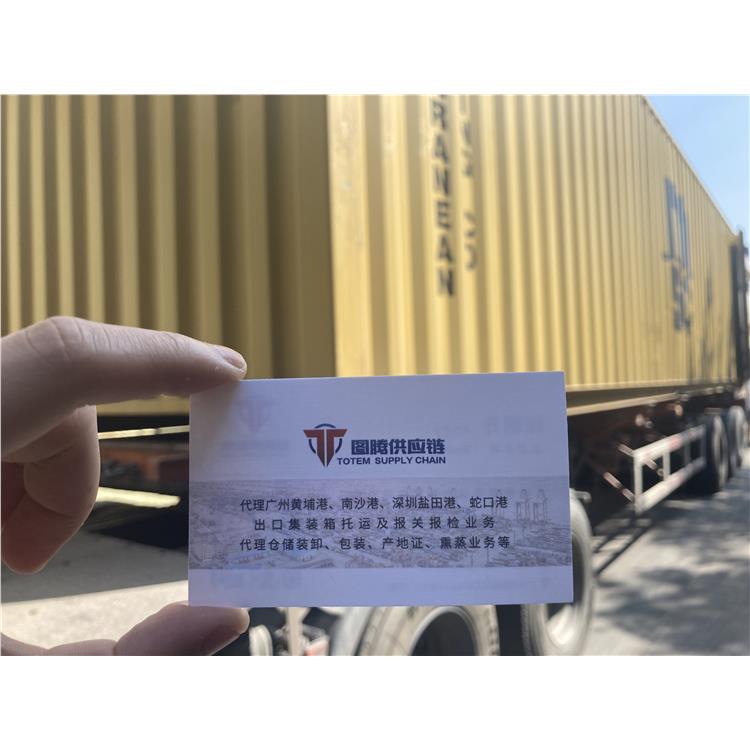 RANEAN
图腾供应链
TOTEM SUPPLY CHAIN
代理广州黄埔港、南沙港、深圳盐田港、蛇口港
出口集装箱托运及报关报检业务
代理仓储装卸、包装、产地证、熏蒸业务等